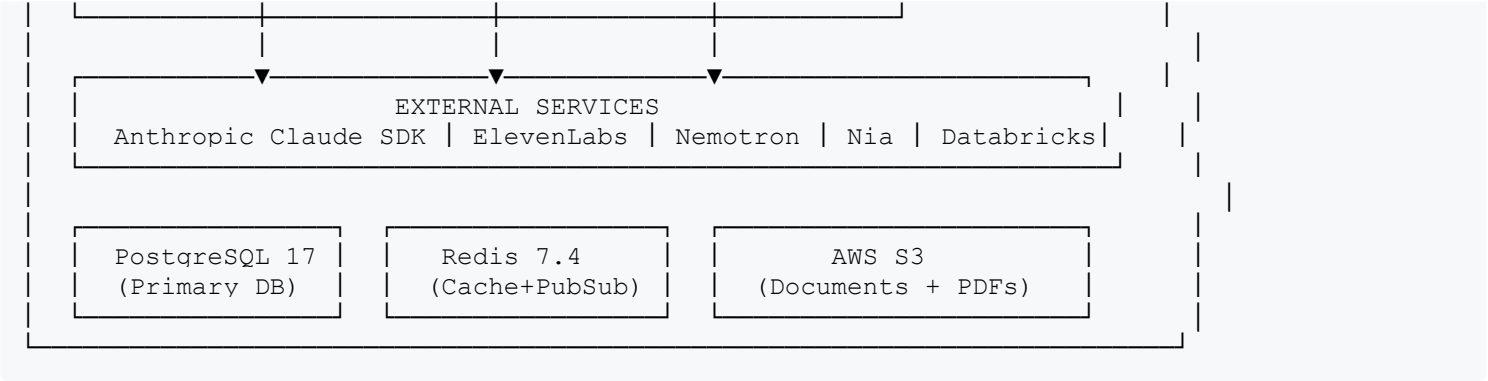 EXTERNAL SERVICES
Anthropic Claude SDK | ElevenLabs | Nemotron | Nia | Databricks|
PostgreSQL 17 Redis 7.4 AWS S3
(Primary DB) (Cache+PubSub) (Documents + PDFs)